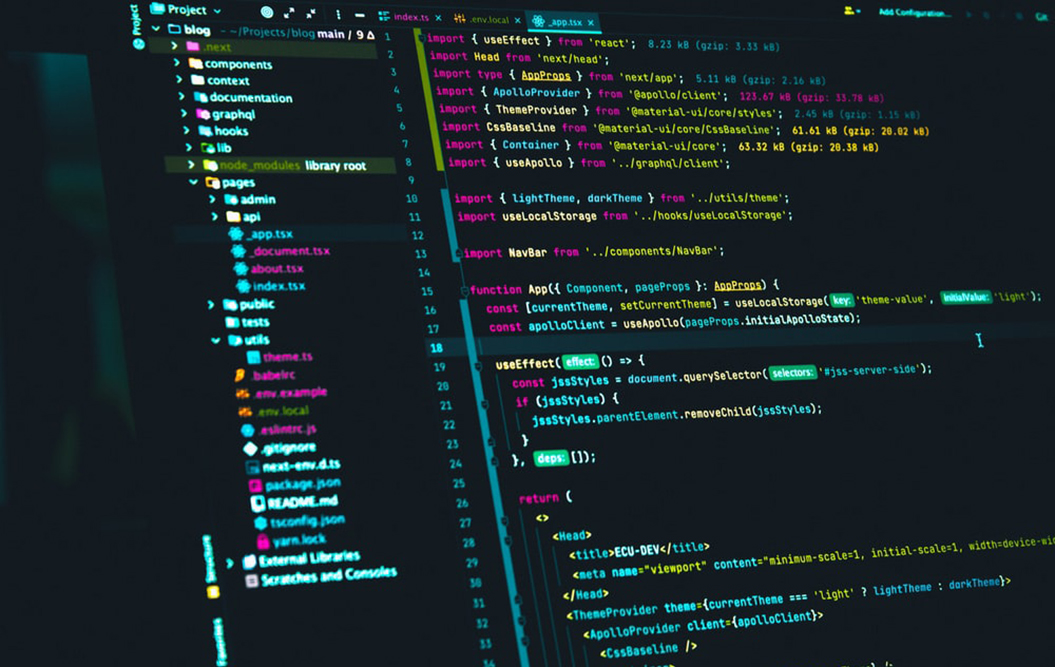 Project
index.ts
.env.local
_app.tsx
Add Configuration...
Git
Project
blog ~/Projects/blog main / 9 Δ
.next
components
context
documentation
graphql
hooks
lib
node_modules library root
pages
admin
api
_app.tsx
_document.tsx
about.tsx
index.tsx
public
tests
utils
theme.ts
.babelrc
.env.example
.env.local
.eslintrc.js
.gitignore
next-env.d.ts
package.json
README.md
tsconfig.json
yarn.lock
External Libraries
Scratches and Consoles
Structure
Favorites
1 import { useEffect } from 'react'; 8.23 kB (gzip: 3.33 kB)
2 import Head from 'next/head';
3 import type { AppProps } from 'next/app'; 5.11 kB (gzip: 2.16 kB)
4 import { ApolloProvider } from '@apollo/client'; 123.67 kB (gzip: 33.78 kB)
5 import { ThemeProvider } from '@material-ui/core/styles'; 2.45 kB (gzip: 1.15 kB)
6 import CssBaseline from '@material-ui/core/CssBaseline'; 61.61 kB (gzip: 20.02 kB)
7 import { Container } from '@material-ui/core'; 63.32 kB (gzip: 20.38 kB)
8 import { useApollo } from '../graphql/client';
9
10 import { lightTheme, darkTheme } from '../utils/theme';
11 import useLocalStorage from '../hooks/useLocalStorage';
12
13 import NavBar from '../components/NavBar';
14
15 function App({ Component, pageProps }: AppProps) {
16 const [currentTheme, setCurrentTheme] = useLocalStorage( key: 'theme-value', initialValue: 'light');
17 const apolloClient = useApollo(pageProps.initialApolloState);
18
19 useEffect( effect: () => {
20 const jssStyles = document.querySelector( selectors: '#jss-server-side');
21 if (jssStyles) {
22 jssStyles.parentElement.removeChild(jssStyles);
23 }
24 }, deps: []);
25
26 return (
27 <>
28 <Head>
29 <title>ECU-DEV</title>
30 <meta name="viewport" content="minimum-scale=1, initial-scale=1, width=device-wi
31 </Head>
32 <ThemeProvider theme={currentTheme === 'light' ? lightTheme : darkTheme}>
33 <ApolloProvider client={apolloClient}>
34 <CssBaseline />